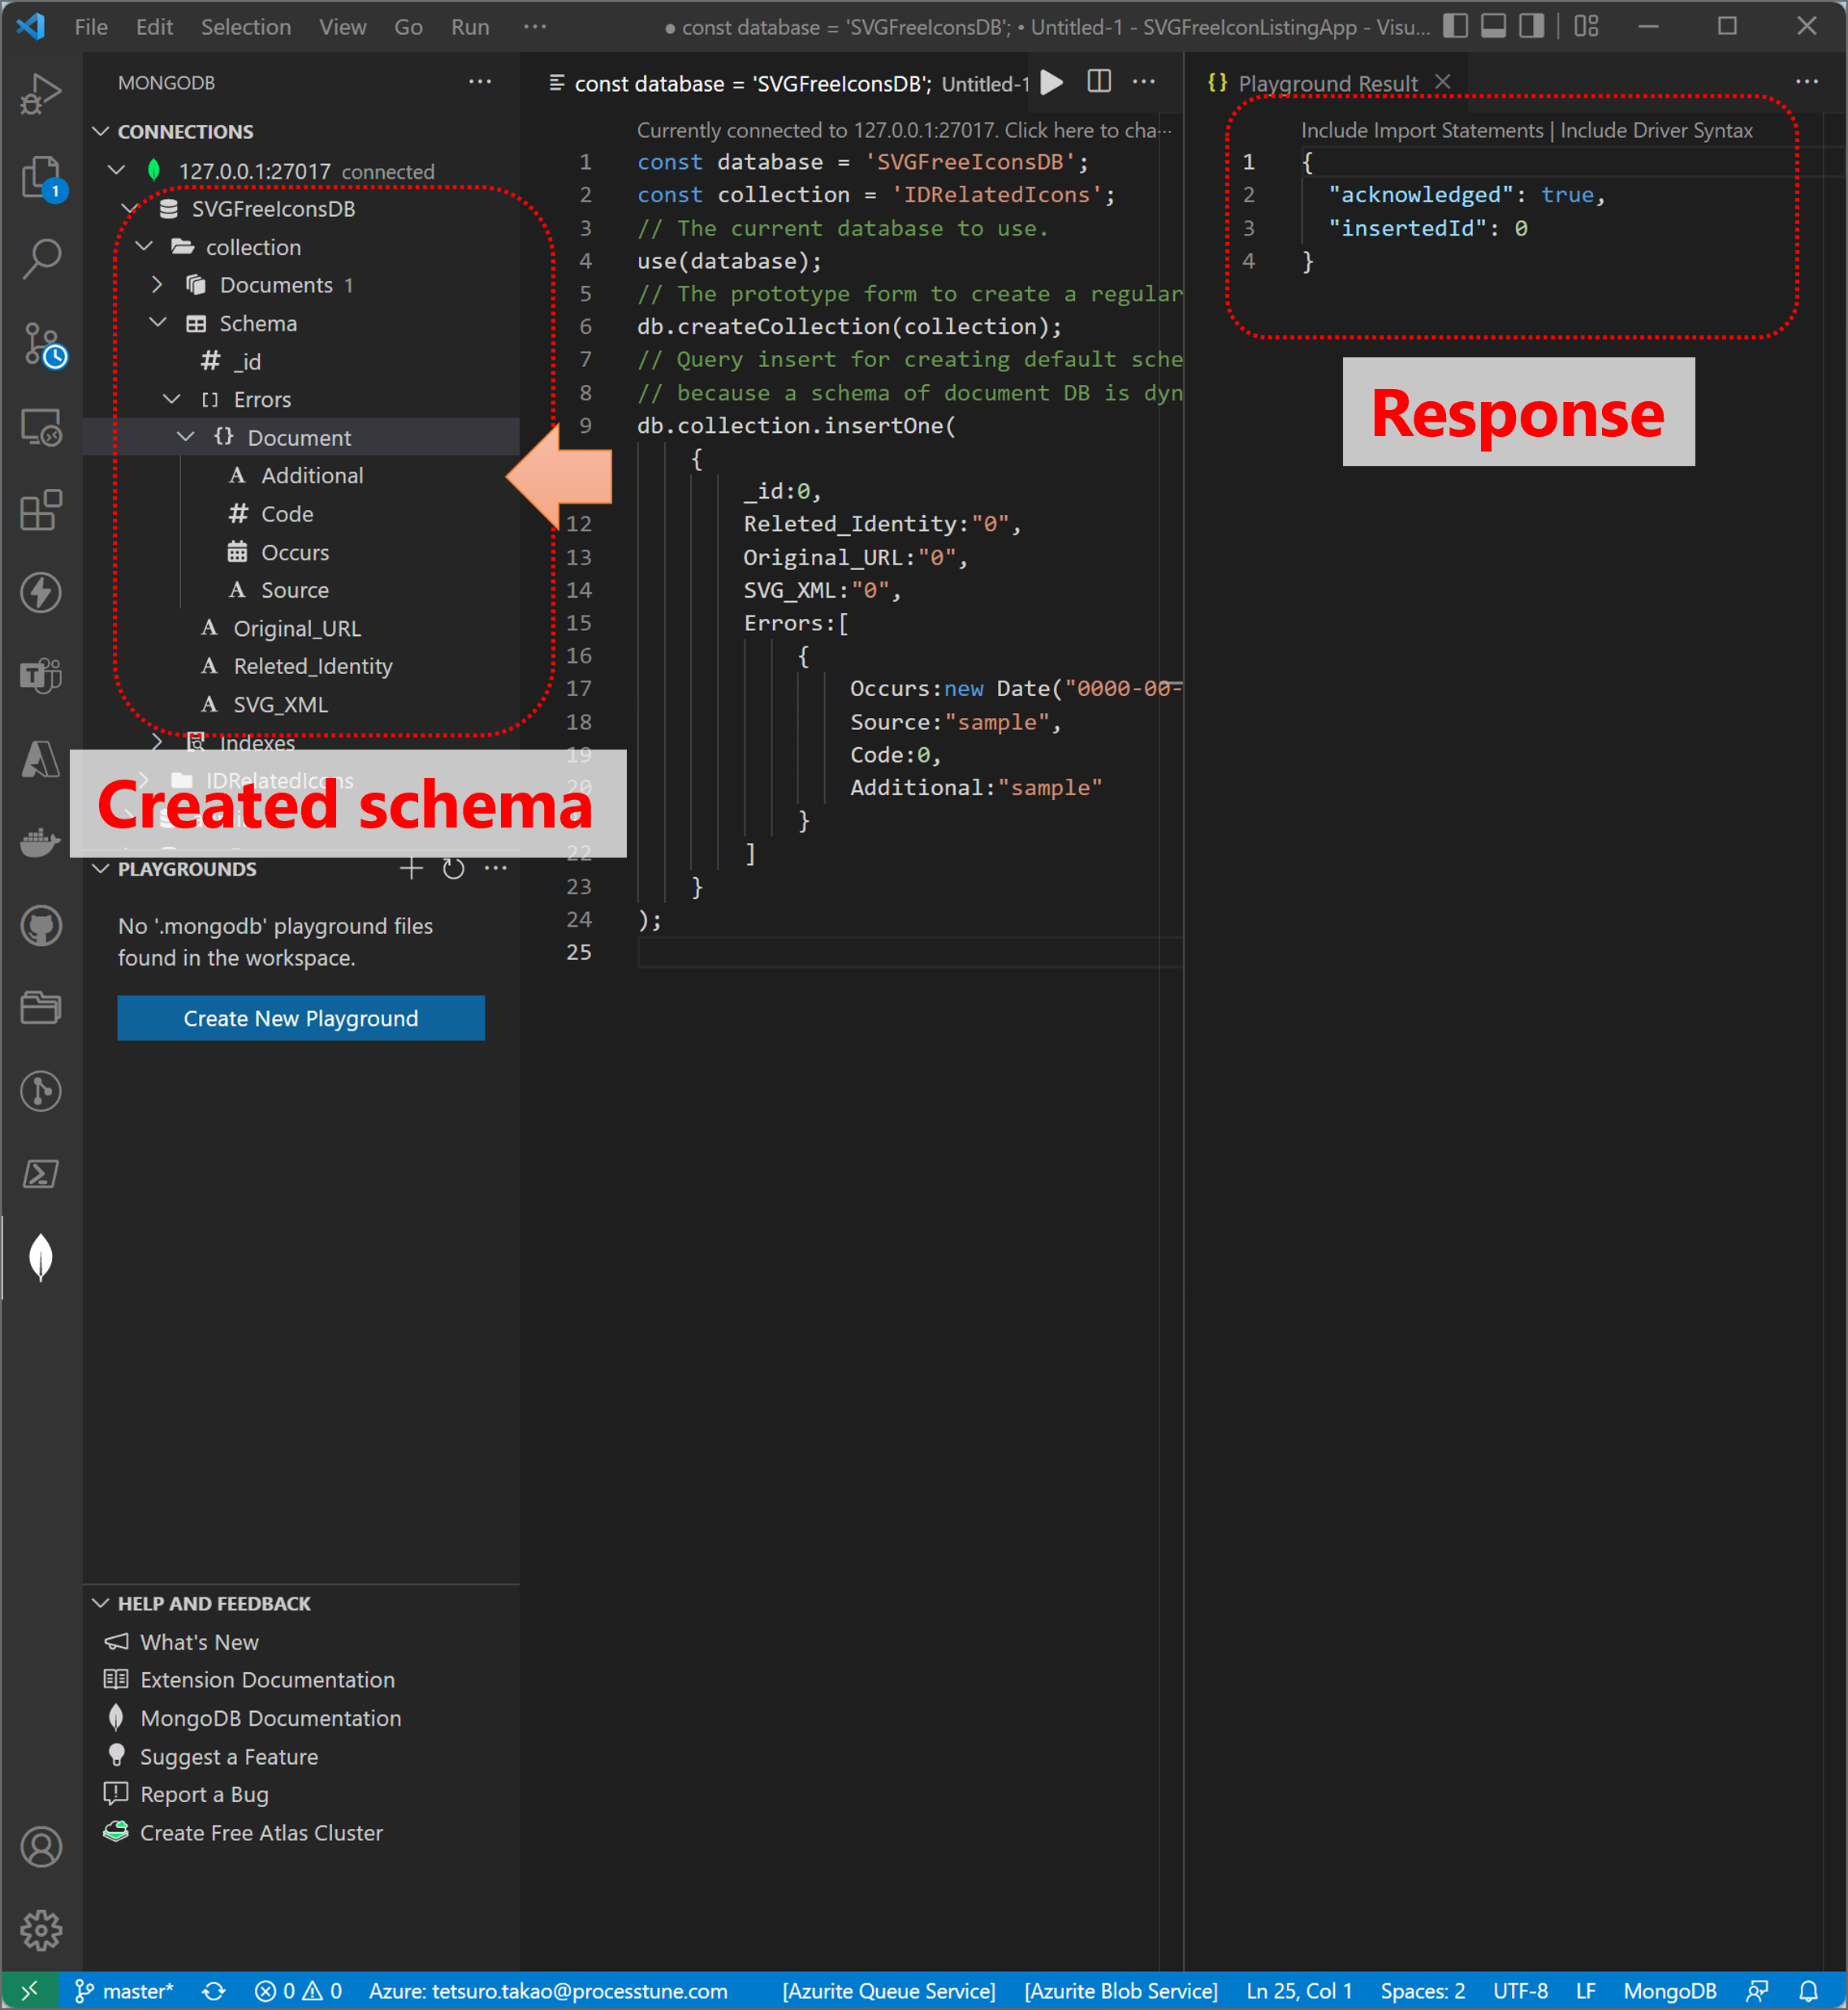 File Edit Selection View Go Run ···
● const database = 'SVGFreeIconsDB'; • Untitled-1 - SVGFreeIconListingApp - Visu...
MONGODB
CONNECTIONS
127.0.0.1:27017 connected
SVGFreeIconsDB
collection
Documents 1
Schema
_id
Errors
Document
Additional
Code
Occurs
Source
Original_URL
Releted_Identity
SVG_XML
Indexes
IDRelatedIcons
Created schema
PLAYGROUNDS
No '.mongodb' playground files
found in the workspace.
Create New Playground
HELP AND FEEDBACK
What's New
Extension Documentation
MongoDB Documentation
Suggest a Feature
Report a Bug
Create Free Atlas Cluster
1
const database = 'SVGFreeIconsDB'; Untitled-1
Currently connected to 127.0.0.1:27017. Click here to cha···
1 const database = 'SVGFreeIconsDB';
2 const collection = 'IDRelatedIcons';
3 // The current database to use.
4 use(database);
5 // The prototype form to create a regular
6 db.createCollection(collection);
7 // Query insert for creating default sche
8 // because a schema of document DB is dyn
9 db.collection.insertOne(
{
_id:0,
12 Releted_Identity:"0",
13 Original_URL:"0",
14 SVG_XML:"0",
15 Errors:[
16 {
17 Occurs:new Date("0000-00-
18 Source:"sample",
19 Code:0,
20 Additional:"sample"
}
22 ]
23 }
24 );
25
{} Playground Result
Include Import Statements | Include Driver Syntax
1 {
2 "acknowledged": true,
3 "insertedId": 0
4 }
Response
master* 0 0 Azure: tetsuro.takao@processtune.com [Azurite Queue Service] [Azurite Blob Service] Ln 25, Col 1 Spaces: 2 UTF-8 LF MongoDB